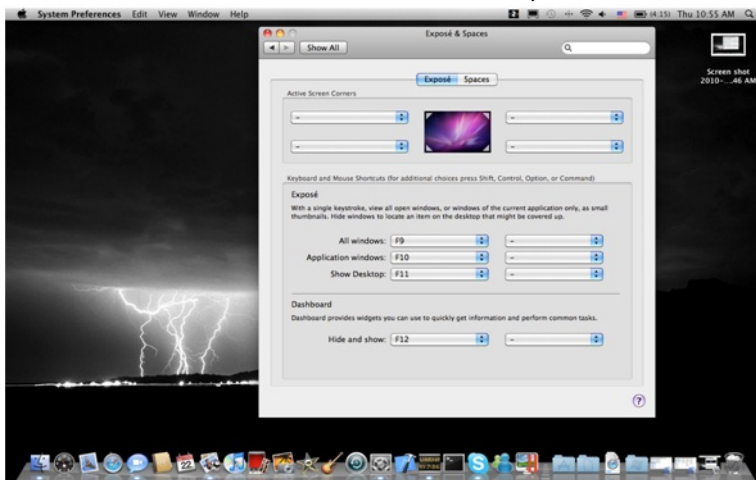 System Preferences Edit View Window Help (4:15) Thu 10:55 AM
Exposé & Spaces
Show All
Screen shot
2010-....46 AM
Exposé Spaces
Active Screen Corners
- -
- -
Keyboard and Mouse Shortcuts (for additional choices press Shift, Control, Option, or Command)
Exposé
With a single keystroke, view all open windows, or windows of the current application only, as small
thumbnails. Hide windows to locate an item on the desktop that might be covered up.
All windows: F9 -
Application windows: F10 -
Show Desktop: F11 -
Dashboard
Dashboard provides widgets you can use to quickly get information and perform common tasks.
Hide and show: F12 -
?
22